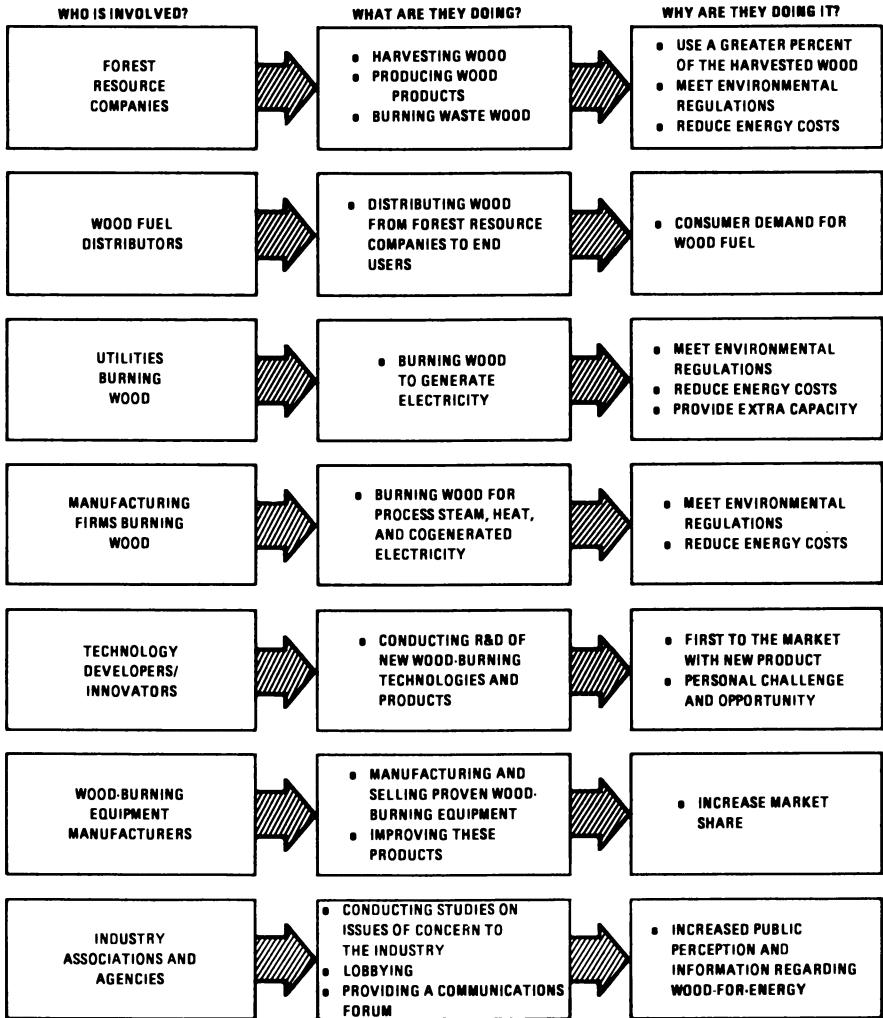 WHO IS INVOLVED?
WHAT ARE THEY DOING?
WHY ARE THEY DOING IT?
FOREST
RESOURCE
COMPANIES
• HARVESTING WOOD
• PRODUCING WOOD
PRODUCTS
• BURNING WASTE WOOD
• USE A GREATER PERCENT
OF THE HARVESTED WOOD
• MEET ENVIRONMENTAL
REGULATIONS
• REDUCE ENERGY COSTS
WOOD FUEL
DISTRIBUTORS
• DISTRIBUTING WOOD
FROM FOREST RESOURCE
COMPANIES TO END
USERS
• CONSUMER DEMAND FOR
WOOD FUEL
UTILITIES
BURNING
WOOD
• BURNING WOOD
TO GENERATE
ELECTRICITY
• MEET ENVIRONMENTAL
REGULATIONS
• REDUCE ENERGY COSTS
• PROVIDE EXTRA CAPACITY
MANUFACTURING
FIRMS BURNING
WOOD
• BURNING WOOD FOR
PROCESS STEAM, HEAT,
AND COGENERATED
ELECTRICITY
• MEET ENVIRONMENTAL
REGULATIONS
• REDUCE ENERGY COSTS
TECHNOLOGY
DEVELOPERS/
INNOVATORS
• CONDUCTING R&D OF
NEW WOOD-BURNING
TECHNOLOGIES AND
PRODUCTS
• FIRST TO THE MARKET
WITH NEW PRODUCT
• PERSONAL CHALLENGE
AND OPPORTUNITY
WOOD-BURNING
EQUIPMENT
MANUFACTURERS
• MANUFACTURING AND
SELLING PROVEN WOOD-
BURNING EQUIPMENT
• IMPROVING THESE
PRODUCTS
• INCREASE MARKET
SHARE
INDUSTRY
ASSOCIATIONS AND
AGENCIES
• CONDUCTING STUDIES ON
ISSUES OF CONCERN TO
THE INDUSTRY
• LOBBYING
• PROVIDING A COMMUNICATIONS
FORUM
• INCREASED PUBLIC
PERCEPTION AND
INFORMATION REGARDING
WOOD-FOR-ENERGY